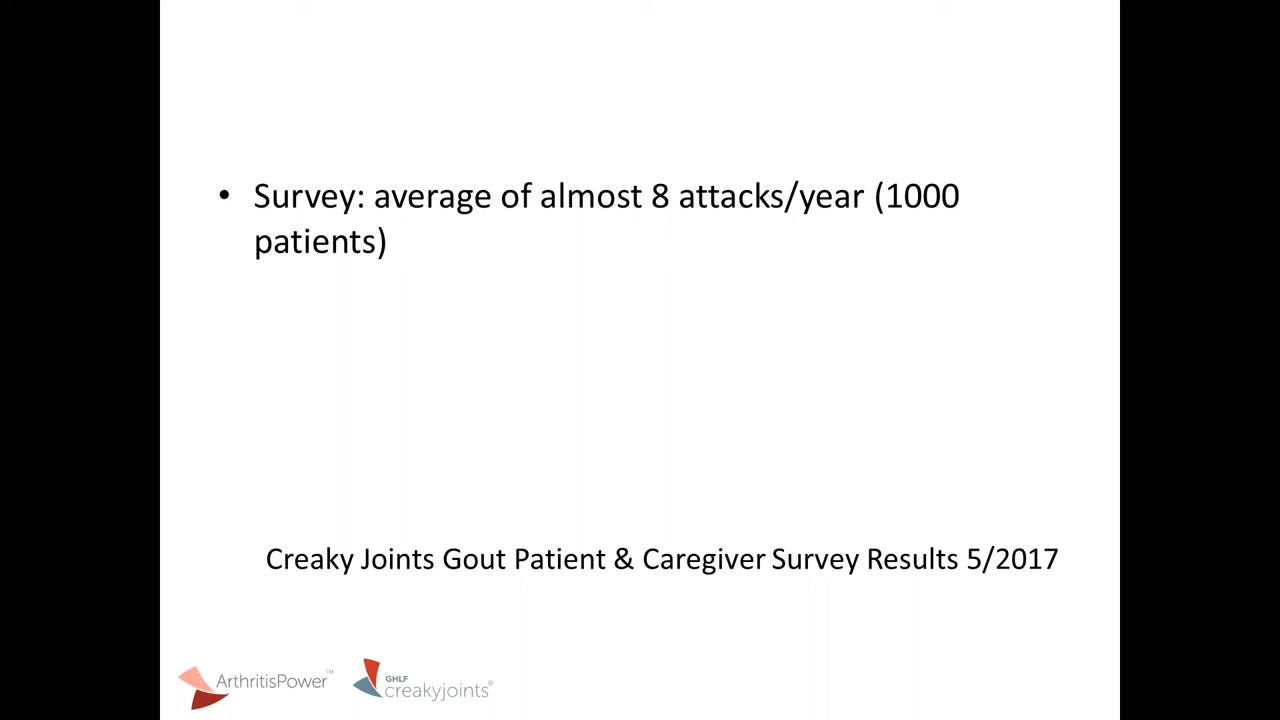 • Survey: average of almost 8 attacks/year (1000
patients)
Creaky Joints Gout Patient & Caregiver Survey Results 5/2017
ArthritisPower™
GHLF
creakyjoints®